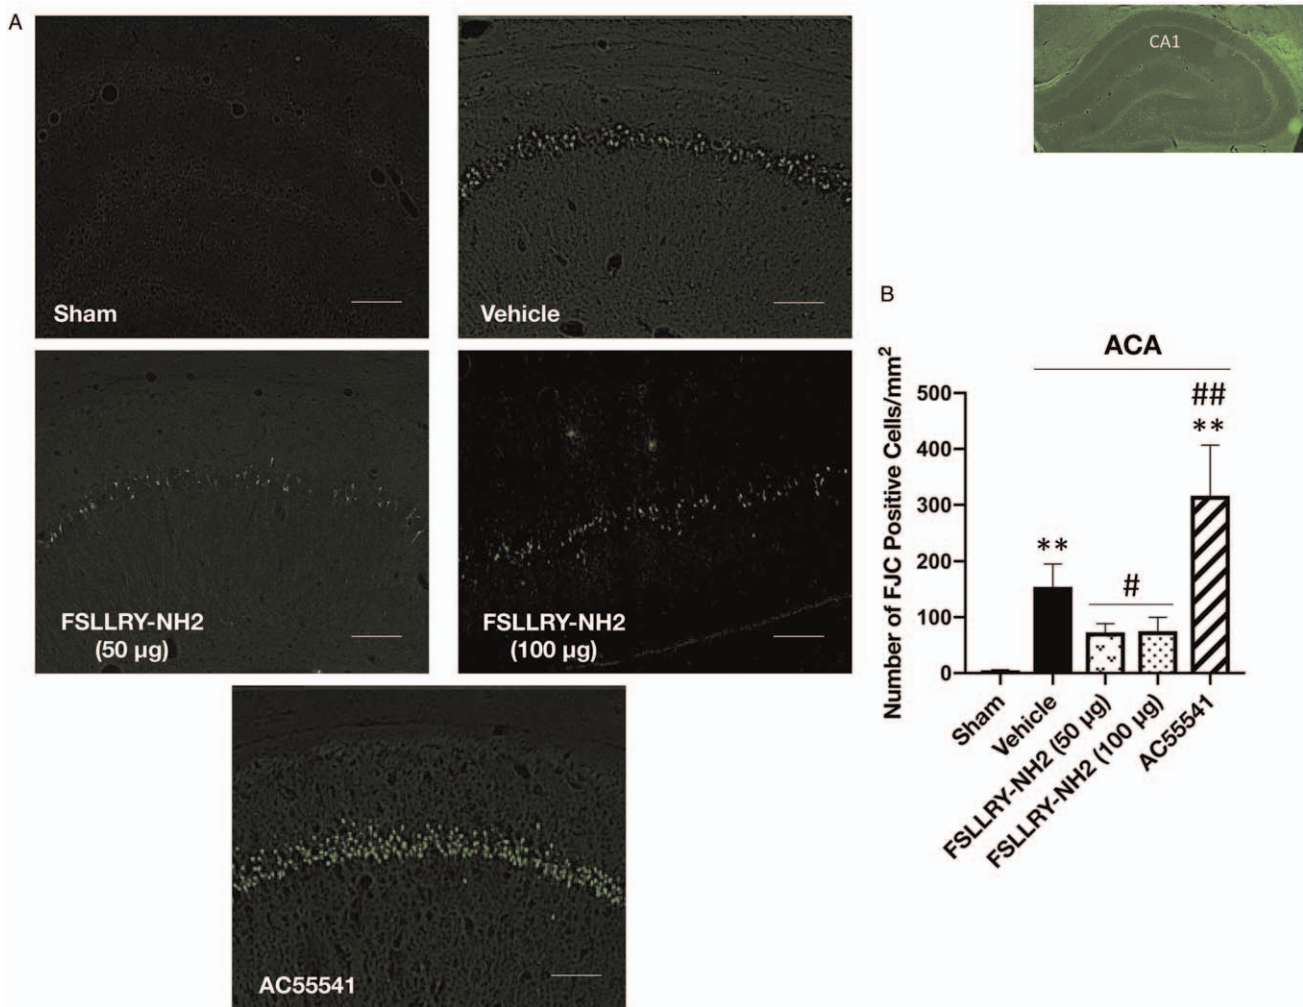 A
Sham
Vehicle
CA1
FSLLRY-NH2
(50 µg)
FSLLRY-NH2
(100 µg)
AC55541
B
ACA
Number of FJC Positive Cells/mm²
500
400
300
200
100
0
**
#
##
**
Sham
Vehicle
FSLLRY-NH2 (50 µg)
FSLLRY-NH2 (100 µg)
AC55541